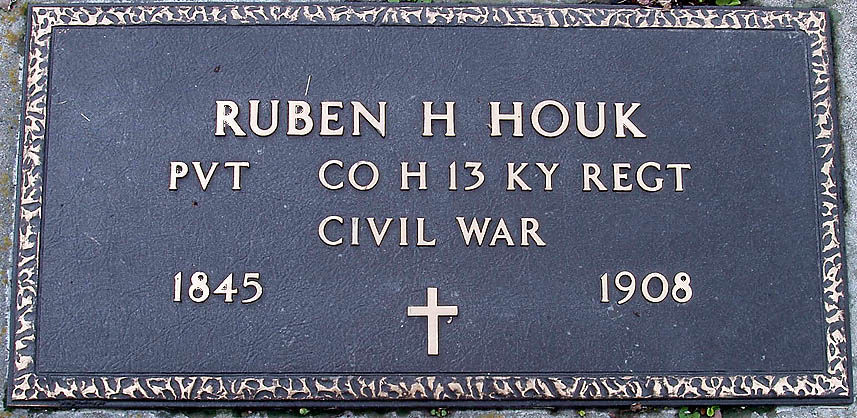 RUBEN H HOUK
PVT CO H 13 KY REGT
CIVIL WAR
1845 1908